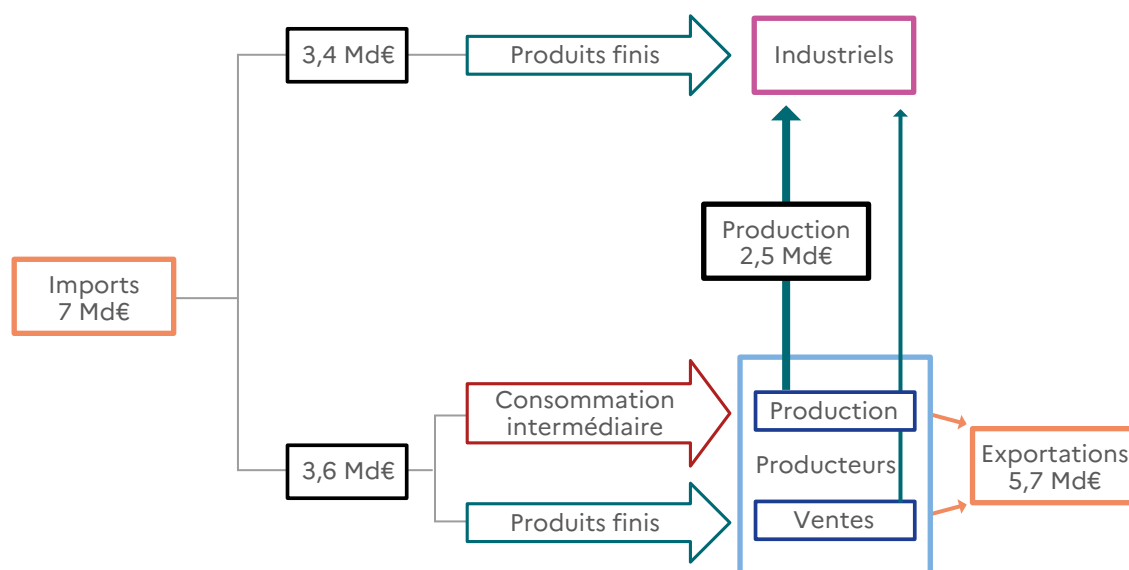 3,4 Md€
Produits finis
Industriels
Production
2,5 Md€
Imports
7 Md€
Consommation
intermédiaire
Production
3,6 Md€
Producteurs
Exportations
5,7 Md€
Produits finis
Ventes